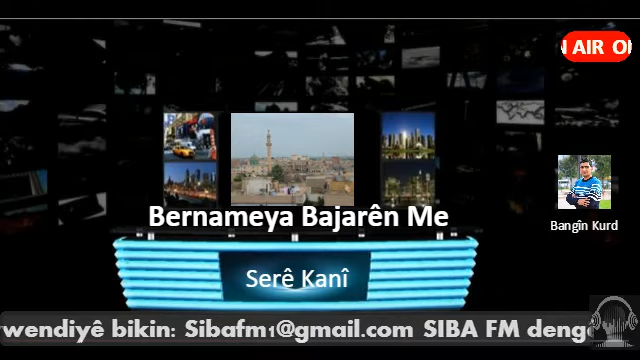 N AIR O
Bernameya Bajarên Me
Bangîn Kurd
Serê Kanî
wendiyê bikin: Sibafm1@gmail.com SIBA FM deng